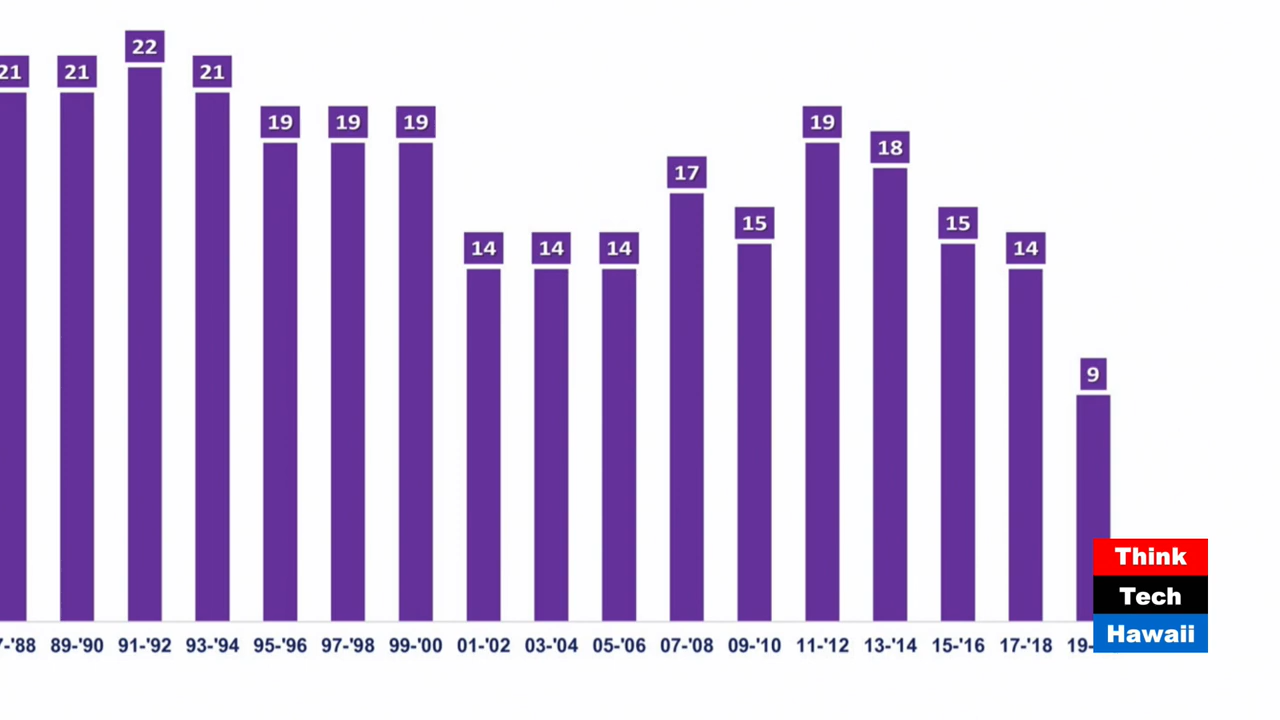 21 21 22 21 19 19 19 14 14 14 17 15 19 18 15 14 9
'88 89-'90 91-'92 93-'94 95-'96 97-'98 99-'00 01-'02 03-'04 05-'06 07-'08 09-'10 11-'12 13-'14 15-'16 17-'18 19-
Think
Tech
Hawaii